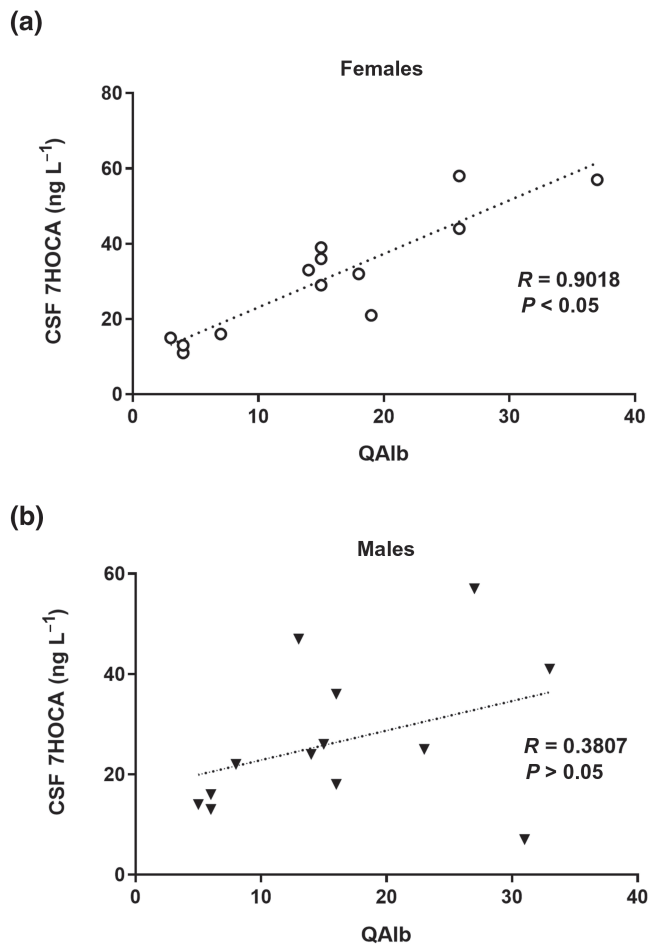 (a)
Females
80
60
40
20
0
CSF 7HOCA (ng L⁻¹)
R = 0.9018
P < 0.05
0 10 20 30 40
QAlb
(b)
Males
60
40
20
0
CSF 7HOCA (ng L⁻¹)
R = 0.3807
P > 0.05
0 10 20 30 40
QAlb